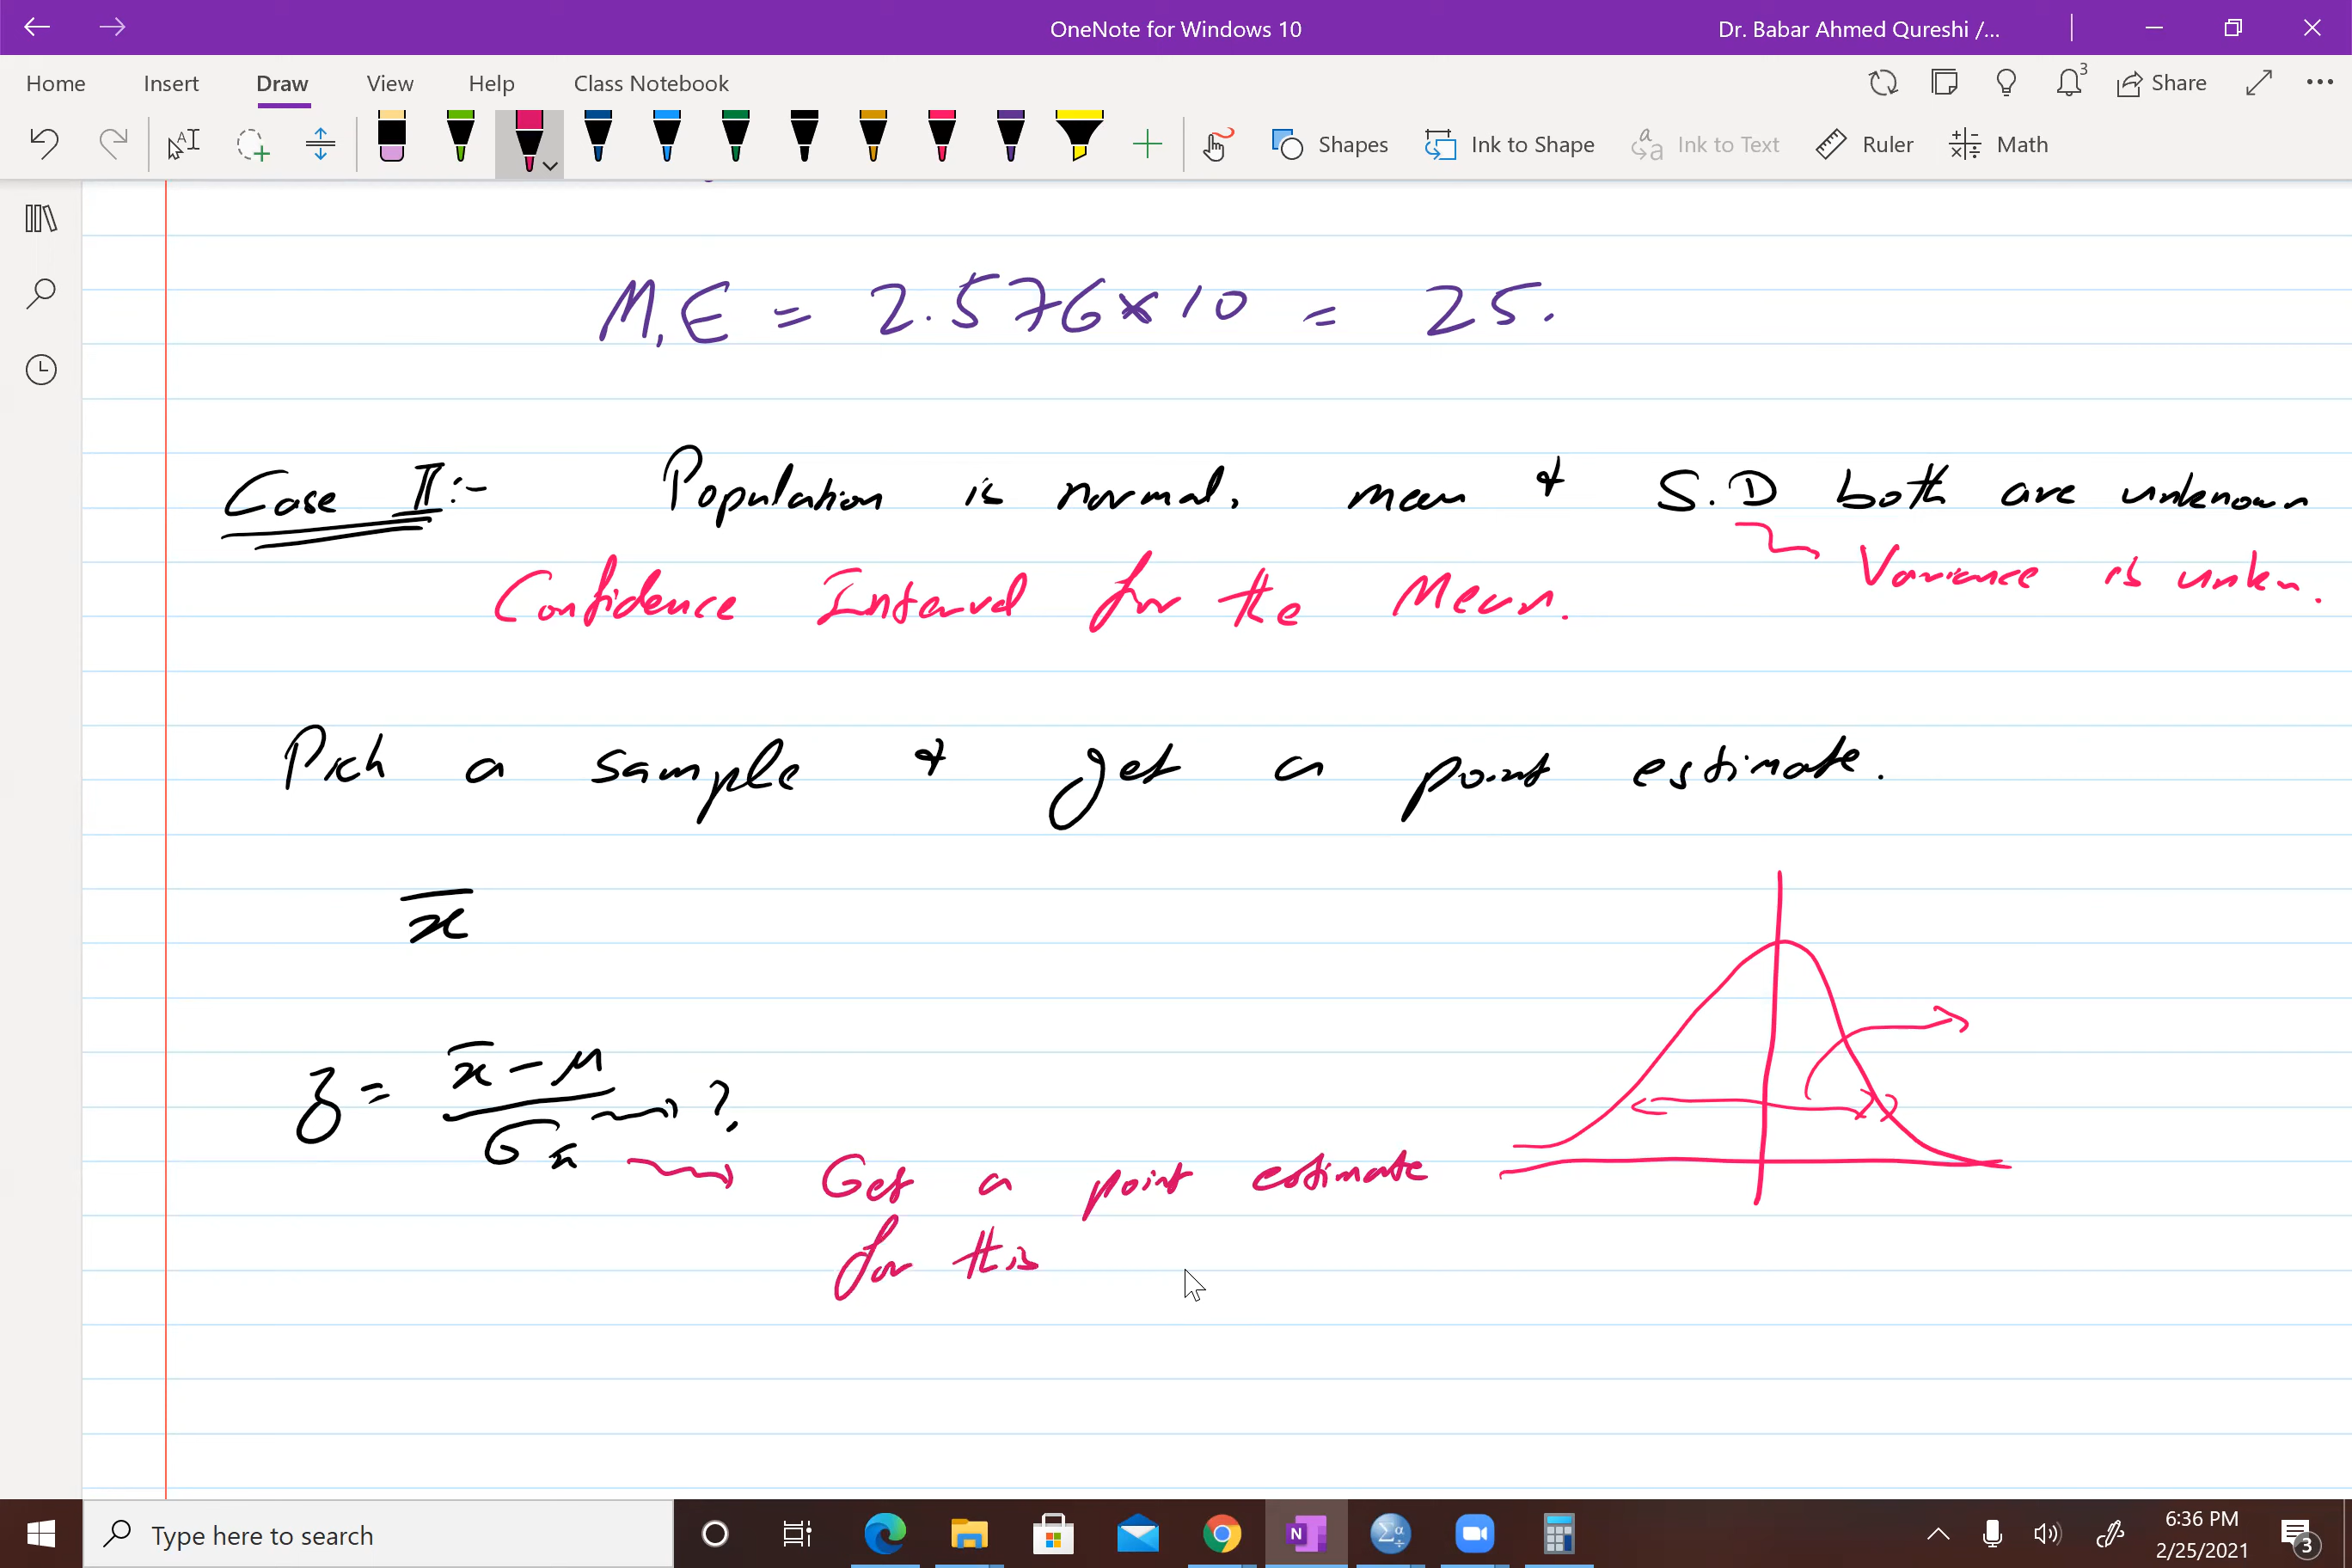 OneNote for Windows 10
Dr. Babar Ahmed Qureshi /...
Home Insert Draw View Help Class Notebook
3
Share
Shapes Ink to Shape Ink to Text Ruler Math
M.E = 2.576 × 10 = 25.
Case II:- Population is normal. mean & S.D both are unknown
Variance is unkn.
Confidence Interval for the Mean.
Pick a sample & get a point estimate.
x̄
z = (x̄ - μ) / σx̄ → ?
Get a point estimate
for this
Type here to search
6:36 PM
2/25/2021
3